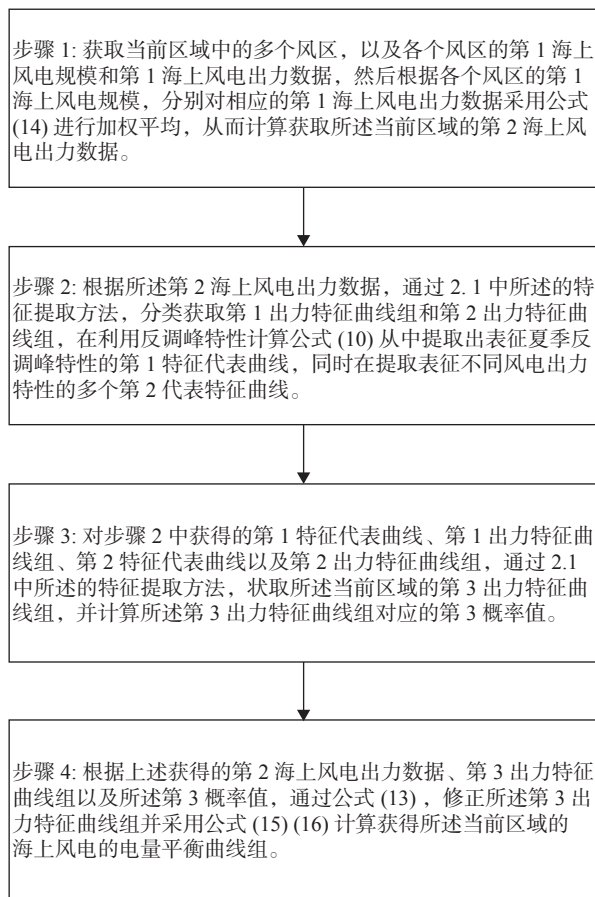 步骤 1: 获取当前区域中的多个风区，以及各个风区的第 1 海上
风电规模和第 1 海上风电出力数据，然后根据各个风区的第 1
海上风电规模，分别对相应的第 1 海上风电出力数据采用公式
(14) 进行加权平均，从而计算获取所述当前区域的第 2 海上风
电出力数据。
步骤 2: 根据所述第 2 海上风电出力数据，通过 2. 1 中所述的特
征提取方法，分类获取第 1 出力特征曲线组和第 2 出力特征曲
线组，在利用反调峰特性计算公式 (10) 从中提取出表征夏季反
调峰特性的第 1 特征代表曲线，同时在提取表征不同风电出力
特性的多个第 2 代表特征曲线。
步骤 3: 对步骤 2 中获得的第 1 特征代表曲线、第 1 出力特征曲
线组、第 2 特征代表曲线以及第 2 出力特征曲线组，通过 2.1
中所述的特征提取方法，状取所述当前区域的第 3 出力特征曲
线组，并计算所述第 3 出力特征曲线组对应的第 3 概率值。
步骤 4: 根据上述获得的第 2 海上风电出力数据、第 3 出力特征
曲线组以及所述第 3 概率值，通过公式 (13) ，修正所述第 3 出
力特征曲线组并采用公式 (15) (16) 计算获得所述当前区域的
海上风电的电量平衡曲线组。